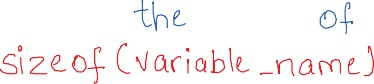 the of
sizeof(variable_name)